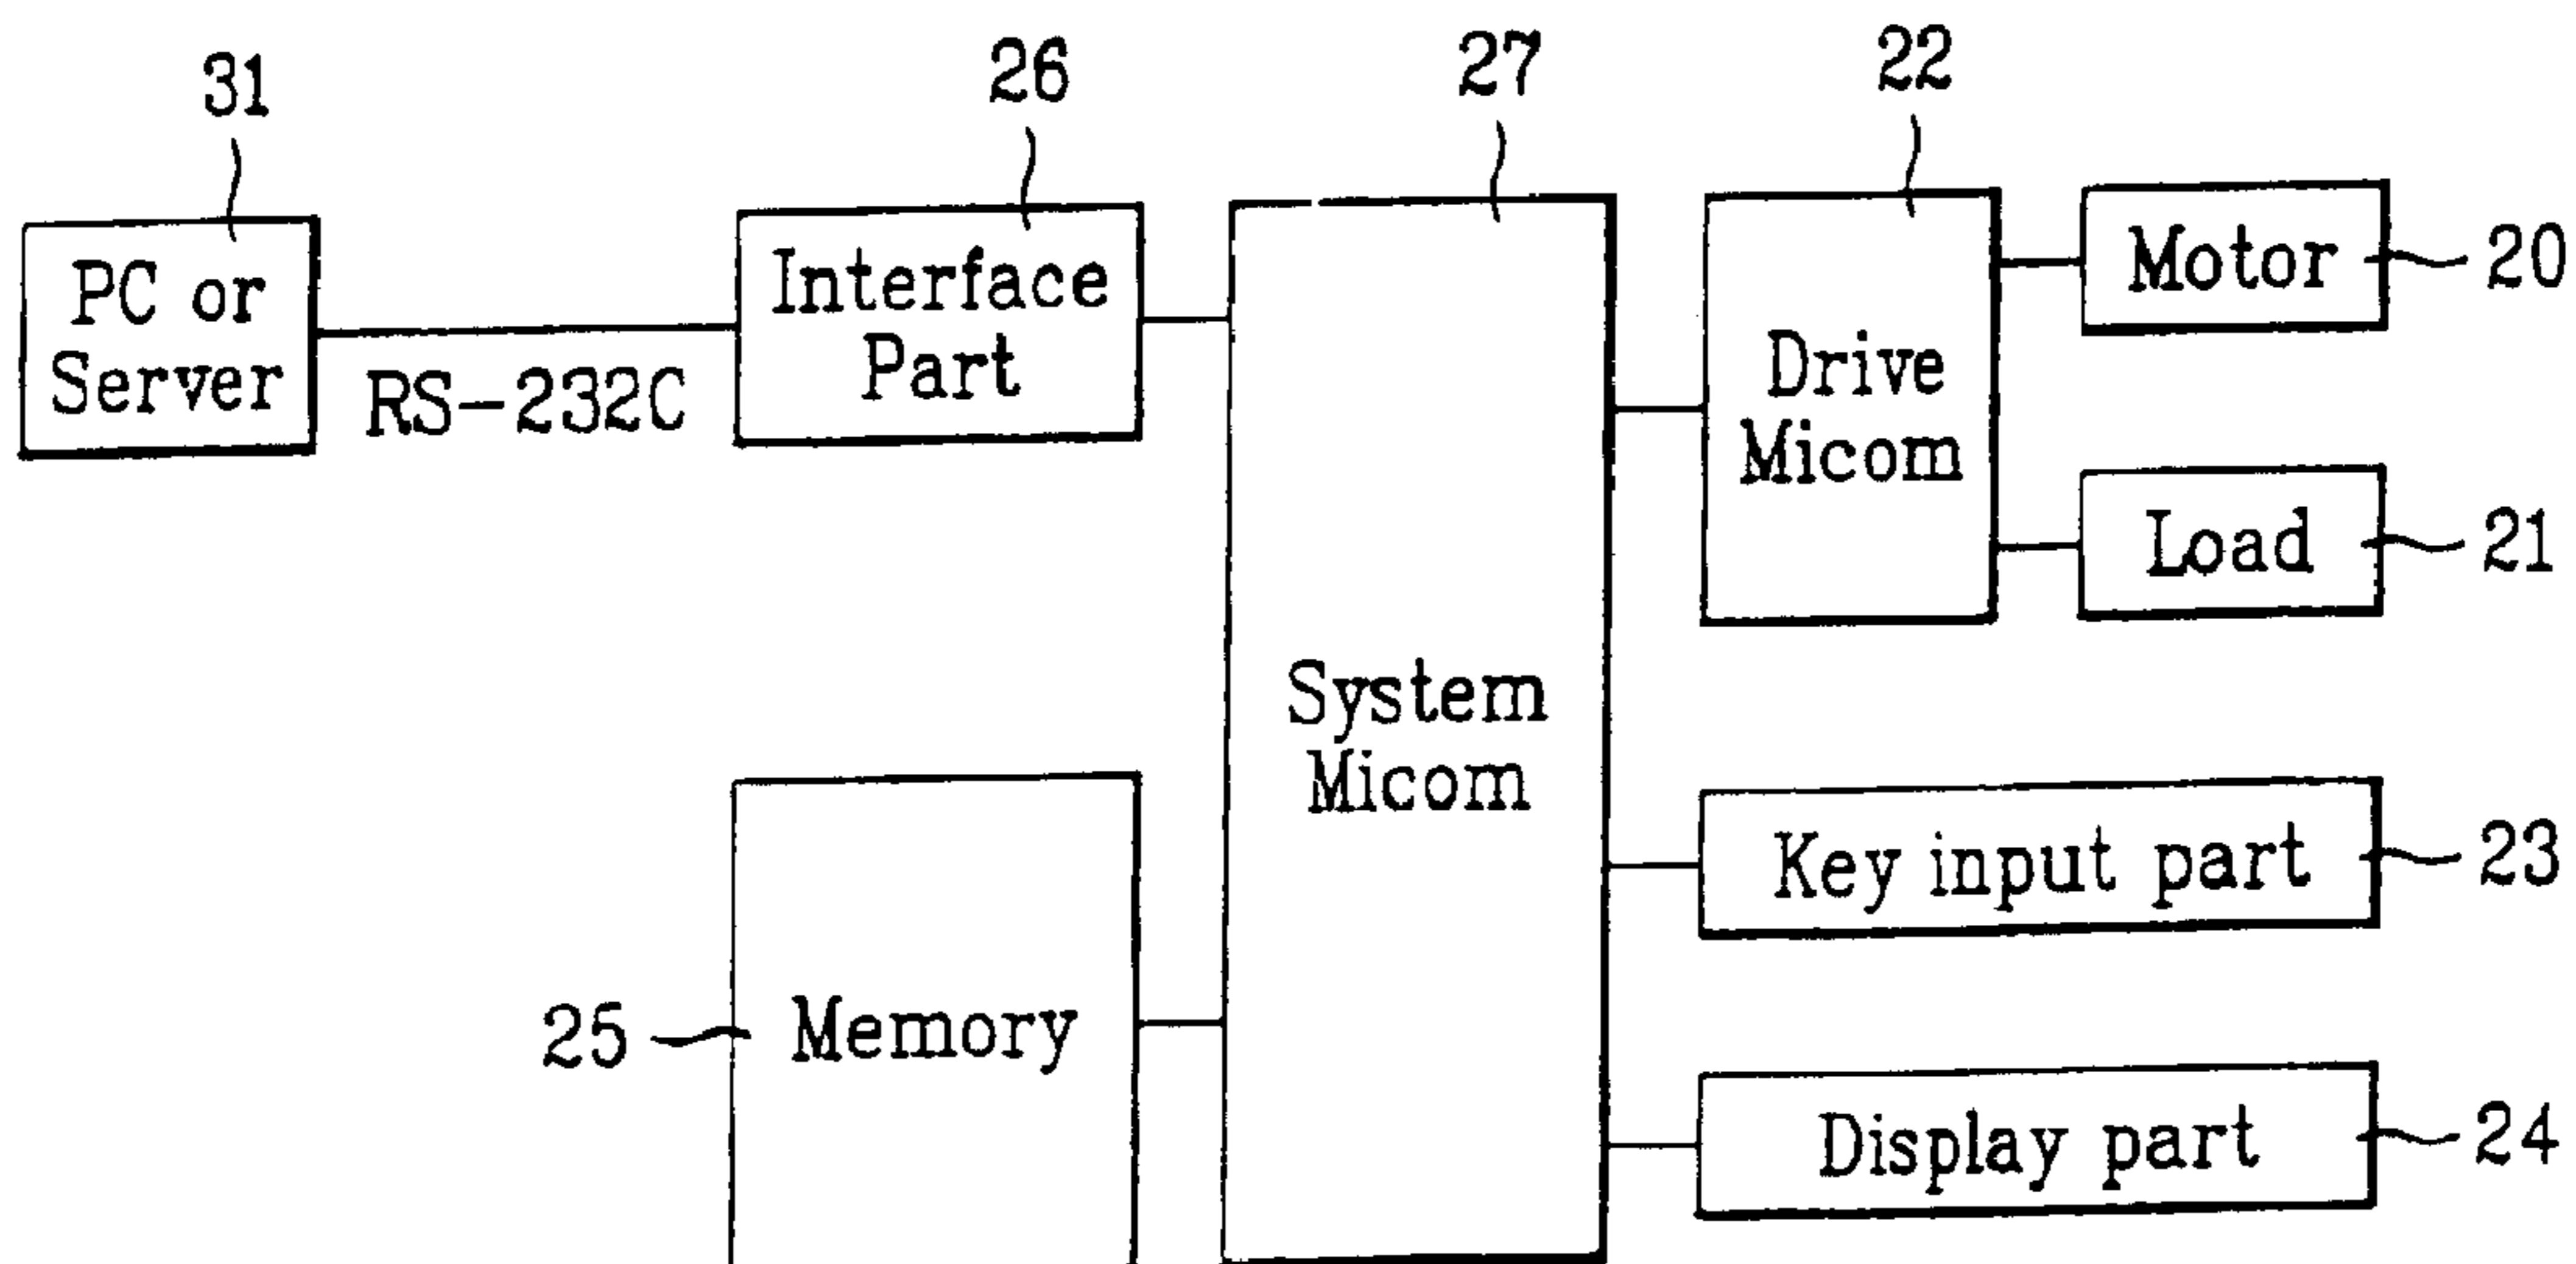 31
26
27
22
PC or
Server
RS-232C
Interface
Part
System
Micom
Drive
Micom
Motor
20
Load
21
Key input part
23
25
Memory
Display part
24